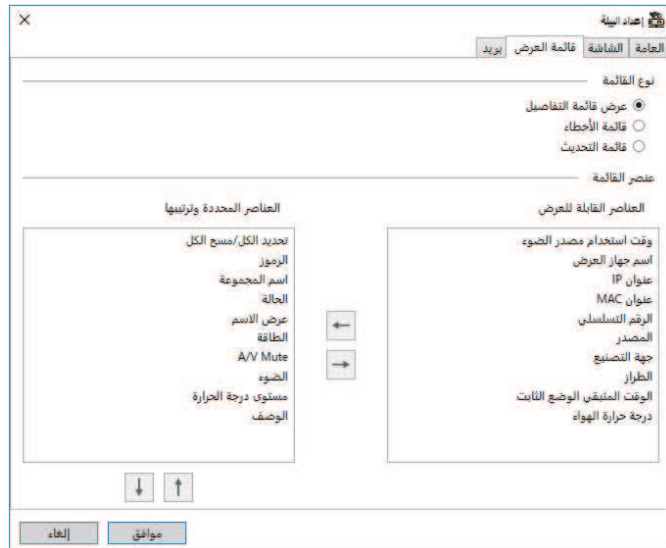 إعداد البيئة
العامة الشاشة قائمة العرض بريد
نوع القائمة
عرض قائمة التفاصيل
قائمة الأخطاء
قائمة التحديث
عنصر القائمة
العناصر القابلة للعرض
وقت استخدام مصدر الضوء
اسم جهاز العرض
عنوان IP
عنوان MAC
الرقم التسلسلي
المصدر
جهة التصنيع
الطراز
الوقت المتبقي الوضع الثابت
درجة حرارة الهواء
العناصر المحددة وترتيبها
تحديد الكل/مسح الكل
الرموز
اسم المجموعة
الحالة
عرض الاسم
الطاقة
A/V Mute
الضوء
مستوى درجة الحرارة
الوصف
موافق إلغاء